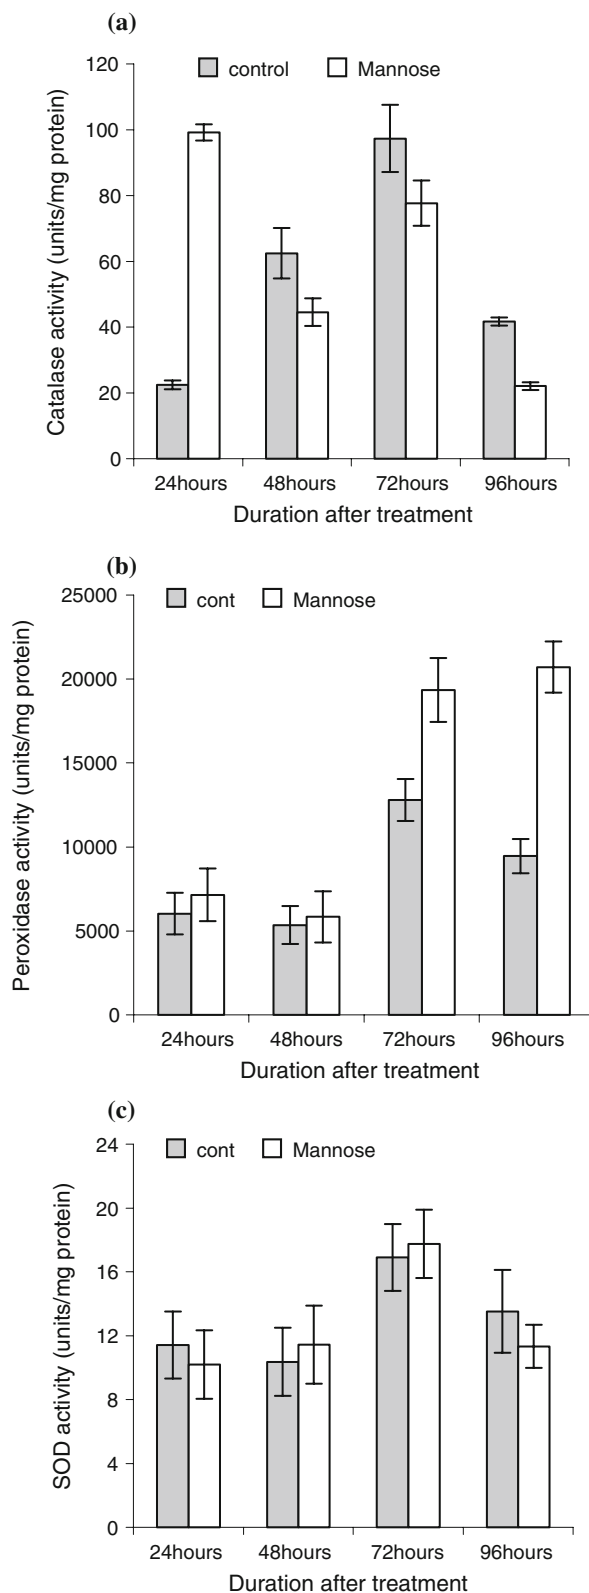 (a)
control Mannose
Catalase activity (units/mg protein)
120
100
80
60
40
20
0
24hours 48hours 72hours 96hours
Duration after treatment
(b)
cont Mannose
Peroxidase activity (units/mg protein)
25000
20000
15000
10000
5000
0
24hours 48hours 72hours 96hours
Duration after treatment
(c)
cont Mannose
SOD activity (units/mg protein)
24
20
16
12
8
4
0
24hours 48hours 72hours 96hours
Duration after treatment